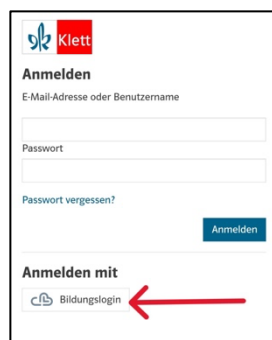 Klett
Anmelden
E-Mail-Adresse oder Benutzername
Passwort
Passwort vergessen?
Anmelden
Anmelden mit
Bildungslogin